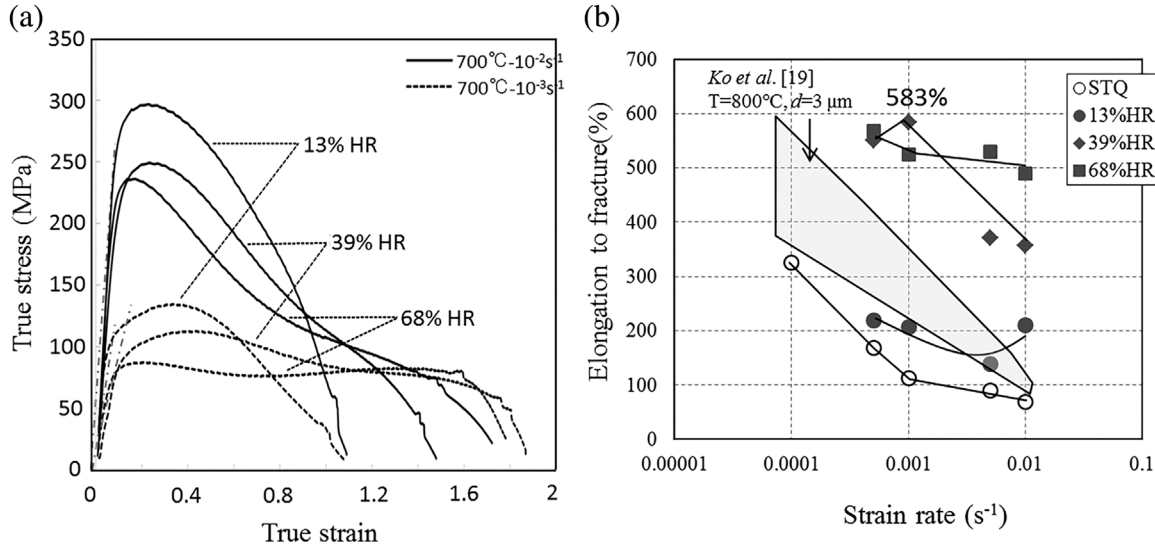 (a)
350
300
250
200
150
100
50
0
True stress (MPa)
700℃-10⁻²s⁻¹
700℃-10⁻³s⁻¹
13% HR
39% HR
68% HR
0
0.4
0.8
1.2
1.6
2
True strain
(b)
700
600
500
400
300
200
100
0
Elongation to fracture(%)
Ko et al. [19]
T=800°C, d=3 μm
583%
STQ
13%HR
39%HR
68%HR
0.00001
0.0001
0.001
0.01
0.1
Strain rate (s⁻¹)